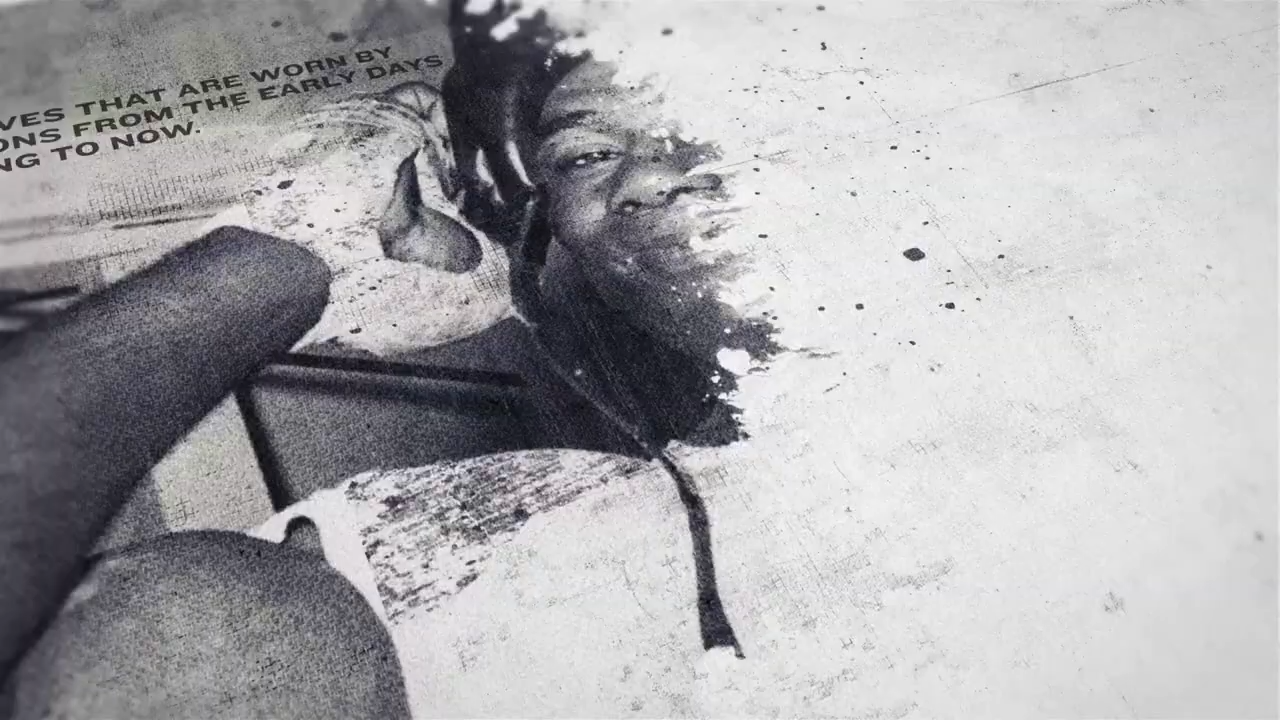 VES THAT ARE WORN BY
ONS FROM THE EARLY DAYS
NG TO NOW.